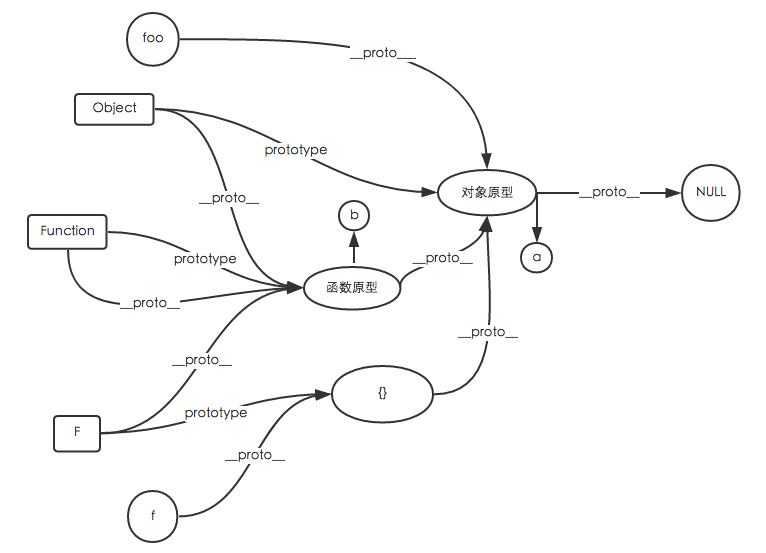 foo
__proto__
Object
prototype
对象原型
__proto__
NULL
__proto__
b
Function
prototype
__proto__
a
函数原型
__proto__
__proto__
__proto__
{}
F
prototype
__proto__
f